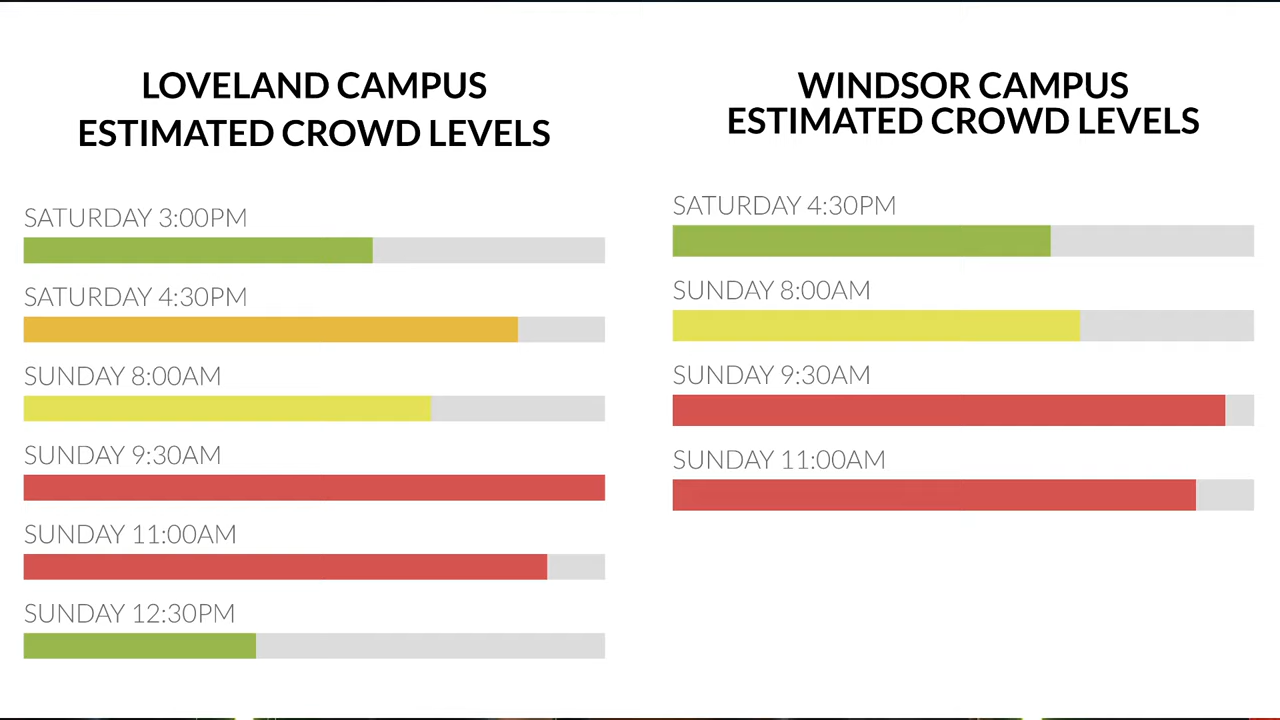 LOVELAND CAMPUS
ESTIMATED CROWD LEVELS
SATURDAY 3:00PM
SATURDAY 4:30PM
SUNDAY 8:00AM
SUNDAY 9:30AM
SUNDAY 11:00AM
SUNDAY 12:30PM
WINDSOR CAMPUS
ESTIMATED CROWD LEVELS
SATURDAY 4:30PM
SUNDAY 8:00AM
SUNDAY 9:30AM
SUNDAY 11:00AM